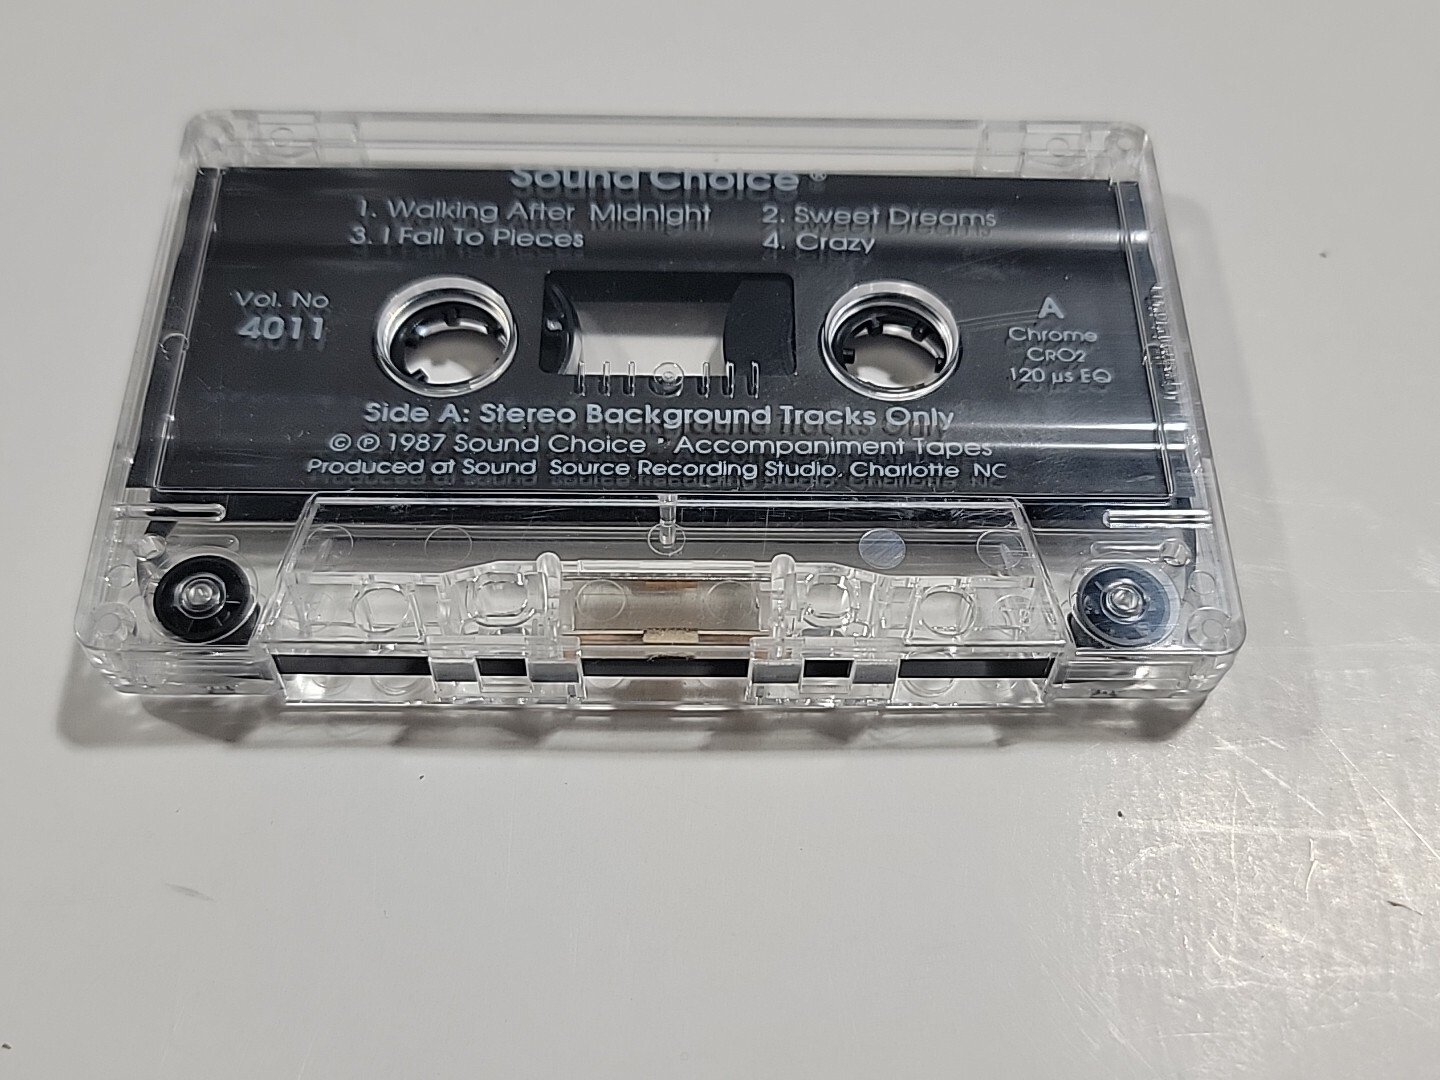 Sound Choice ®
1. Walking After Midnight 2. Sweet Dreams
3. I Fall To Pieces 4. Crazy
Vol. No
4011
A
Chrome
CrO2
120 µs EQ
Side A: Stereo Background Tracks Only
© ℗ 1987 Sound Choice • Accompaniment Tapes
Produced at Sound Source Recording Studio, Charlotte NC